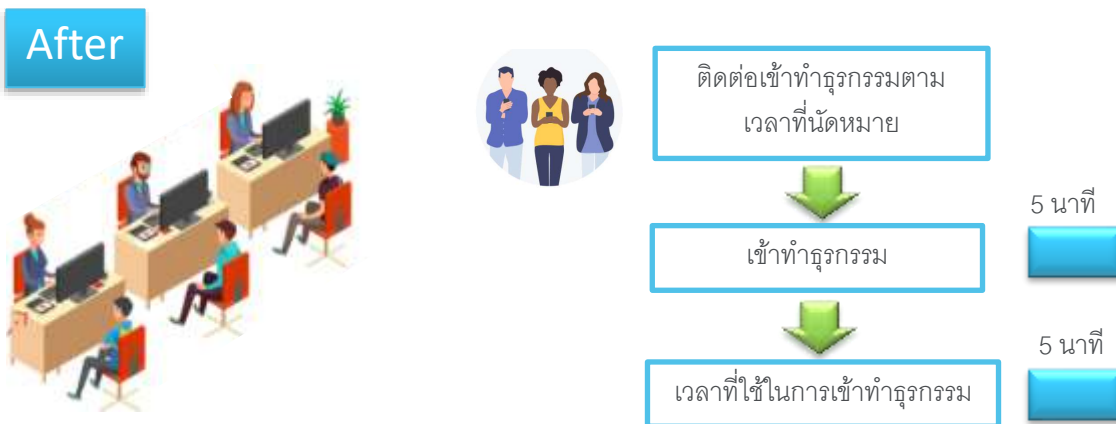 After
ติดต่อเข้าทำธุรกรรมตาม
เวลาที่นัดหมาย
5 นาที
เข้าทำธุรกรรม
5 นาที
เวลาที่ใช้ในการเข้าทำธุรกรรม